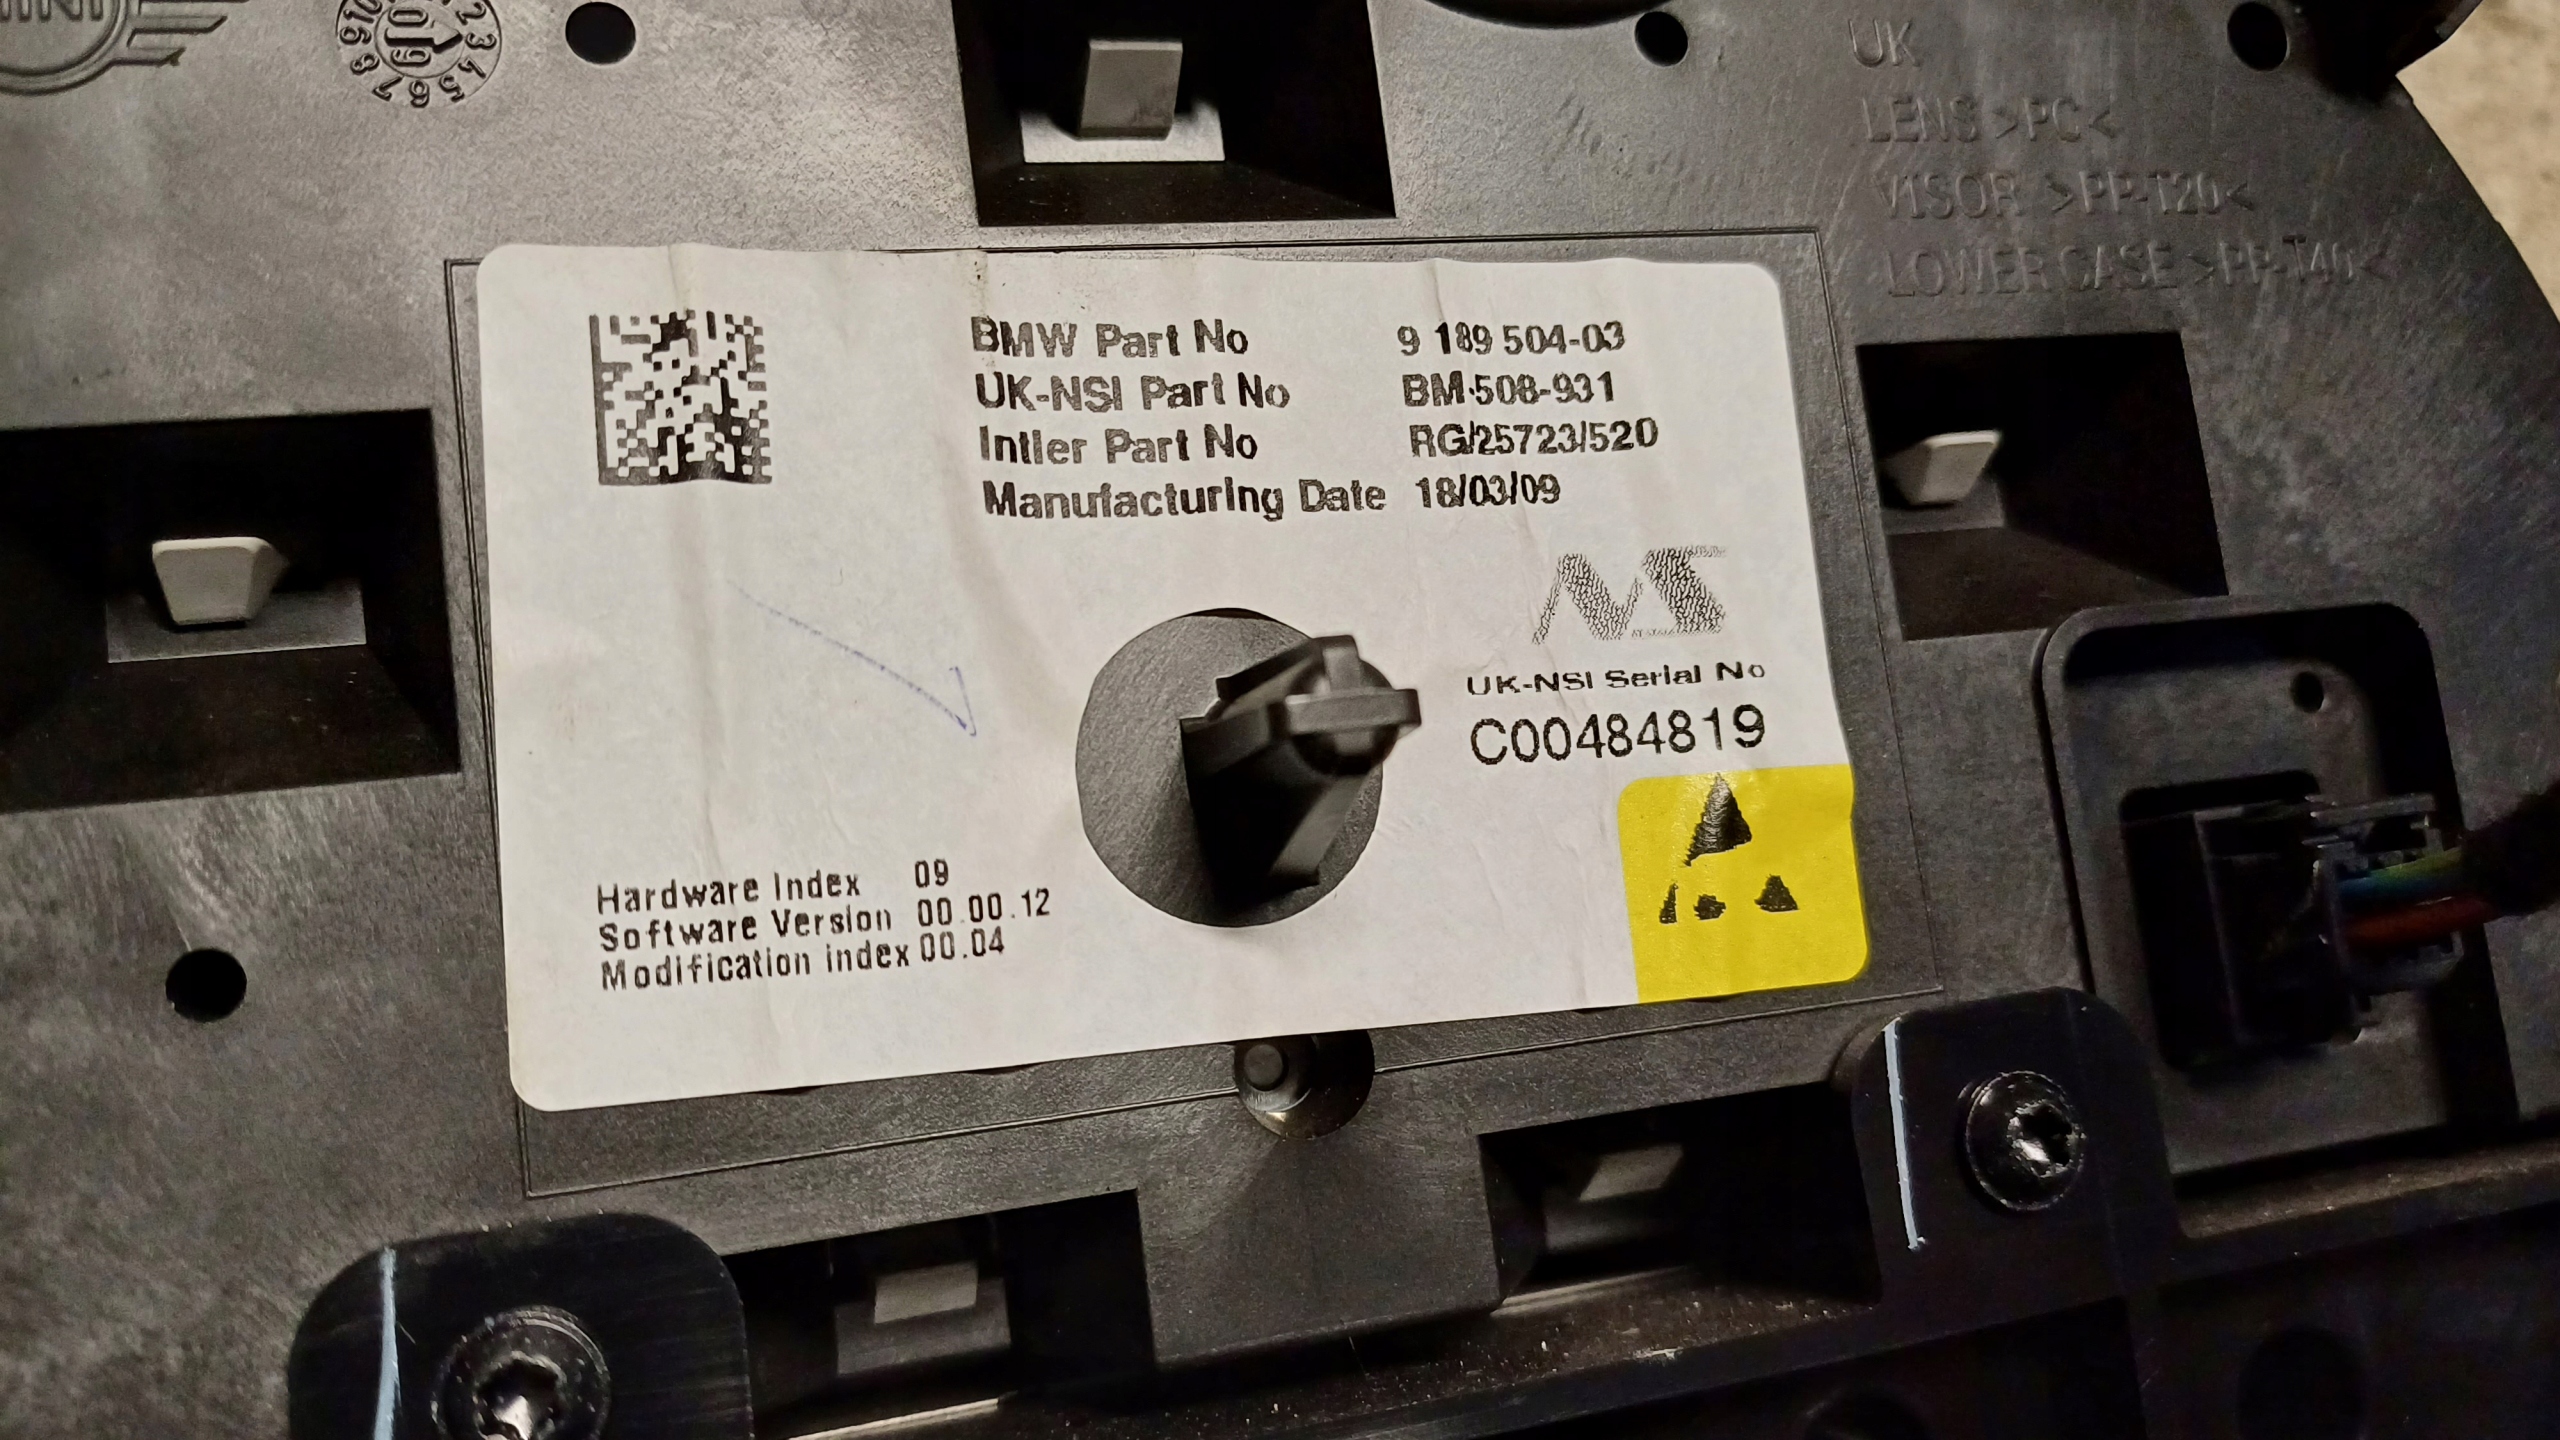 UK
LENS >PC<
VISOR >PP-T20<
LOWER CASE >PP-T40<
BMW Part No 9 189 504-03
UK-NSI Part No BM-508-931
Intier Part No RG/25723/520
Manufacturing Date 18/03/09
NS
UK-NSI Serial No
C00484819
Hardware Index 09
Software Version 00.00.12
Modification index 00.04